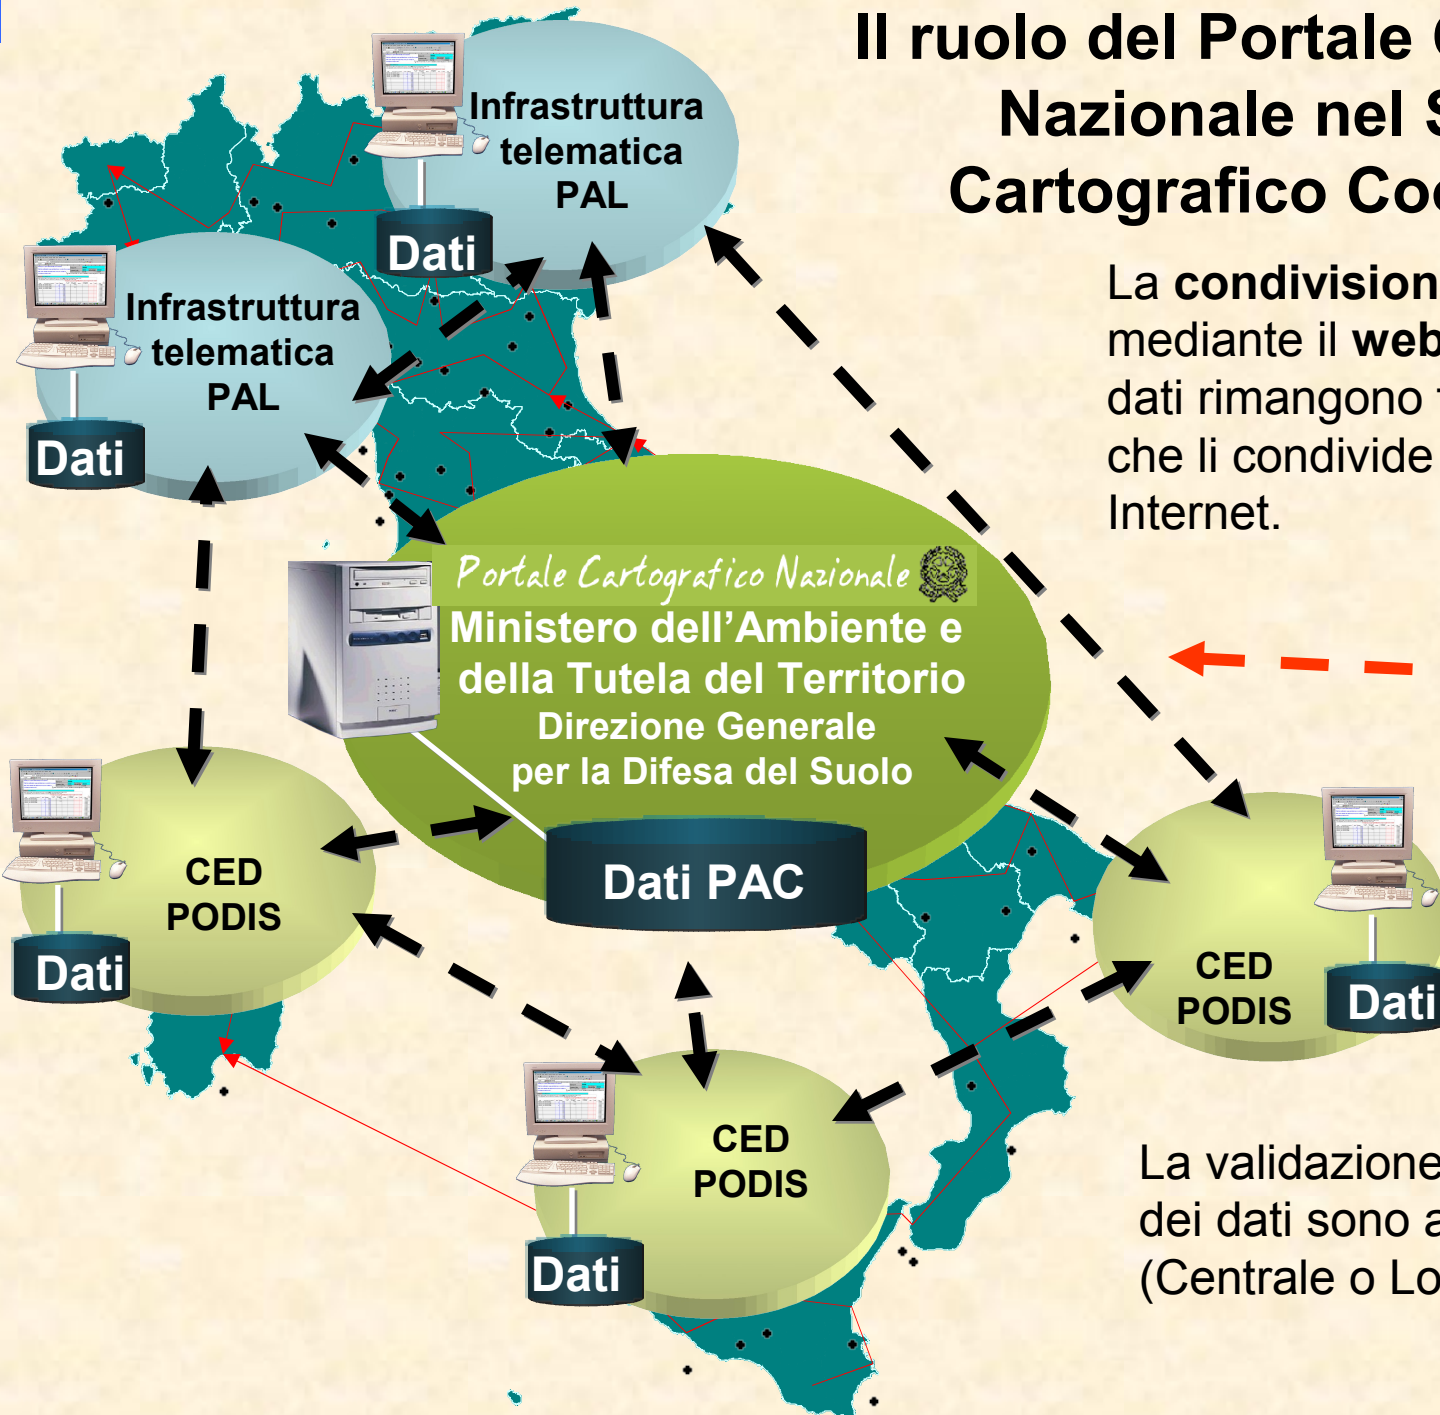 Il ruolo del Portale
Nazionale nel
Cartografico
La condivision
mediante il web
dati rimangono
che li condivide
Internet.
Infrastruttura
telematica
PAL
Dati
Infrastruttura
telematica
PAL
Dati
Portale Cartografico Nazionale
Ministero dell’Ambiente e
della Tutela del Territorio
Direzione Generale
per la Difesa del Suolo
Dati PAC
CED
PODIS
Dati
CED
PODIS
Dati
CED
PODIS
Dati
La validazione
dei dati sono a
(Centrale o Lo